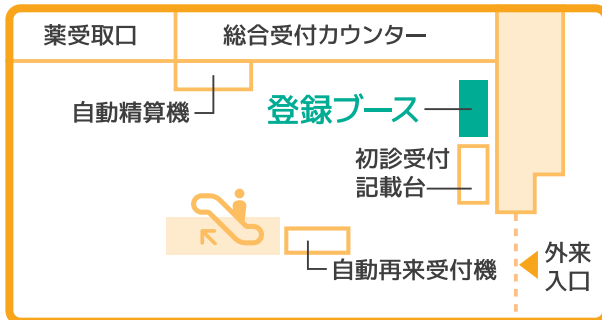 薬受取口
総合受付カウンター
自動精算機
登録ブース
初診受付
記載台
自動再来受付機
外来
入口